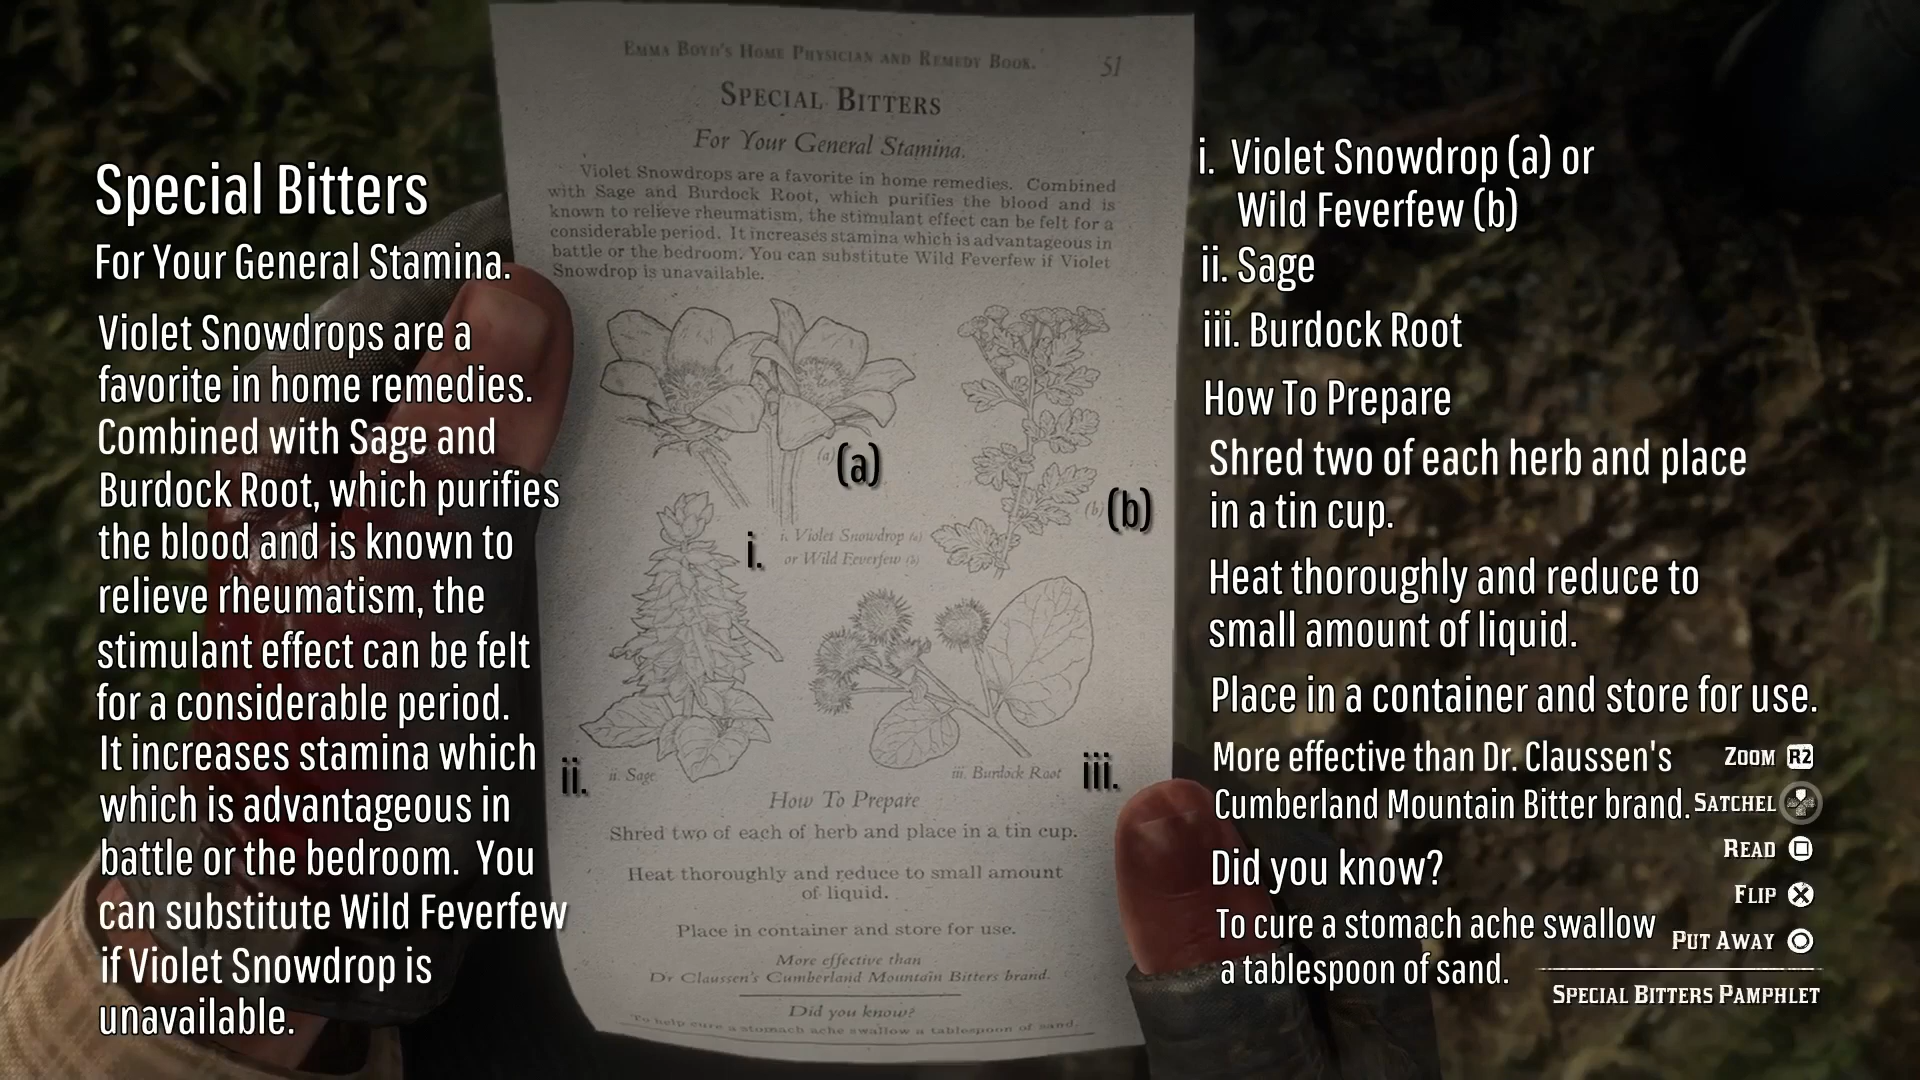 EMMA BOYD'S HOME PHYSICIAN AND REMEDY BOOK.
51
SPECIAL BITTERS
For Your General Stamina.
Violet Snowdrops are a favorite in home remedies. Combined
with Sage and Burdock Root, which purifies the blood and is
known to relieve rheumatism, the stimulant effect can be felt for a
considerable period. It increases stamina which is advantageous in
battle or the bedroom. You can substitute Wild Feverfew if Violet
Snowdrop is unavailable.
(a)
(b)
i. Violet Snowdrop (a)
or Wild Feverfew (b)
ii. Sage
iii. Burdock Root
How To Prepare
Shred two of each of herb and place in a tin cup.
Heat thoroughly and reduce to small amount
of liquid.
Place in container and store for use.
More effective than
Dr Claussen's Cumberland Mountain Bitters brand.
Did you know?
To help cure a stomach ache swallow a tablespoon of sand.
Special Bitters
For Your General Stamina.
Violet Snowdrops are a
favorite in home remedies.
Combined with Sage and
Burdock Root, which purifies
the blood and is known to
relieve rheumatism, the
stimulant effect can be felt
for a considerable period.
It increases stamina which
which is advantageous in
battle or the bedroom. You
can substitute Wild Feverfew
if Violet Snowdrop is
unavailable.
(a)
(b)
i.
ii.
iii.
i. Violet Snowdrop (a) or
Wild Feverfew (b)
ii. Sage
iii. Burdock Root
How To Prepare
Shred two of each herb and place
in a tin cup.
Heat thoroughly and reduce to
small amount of liquid.
Place in a container and store for use.
More effective than Dr. Claussen's
Cumberland Mountain Bitter brand.
Did you know?
To cure a stomach ache swallow
a tablespoon of sand.
ZOOM R2
SATCHEL
READ
FLIP
PUT AWAY
SPECIAL BITTERS PAMPHLET